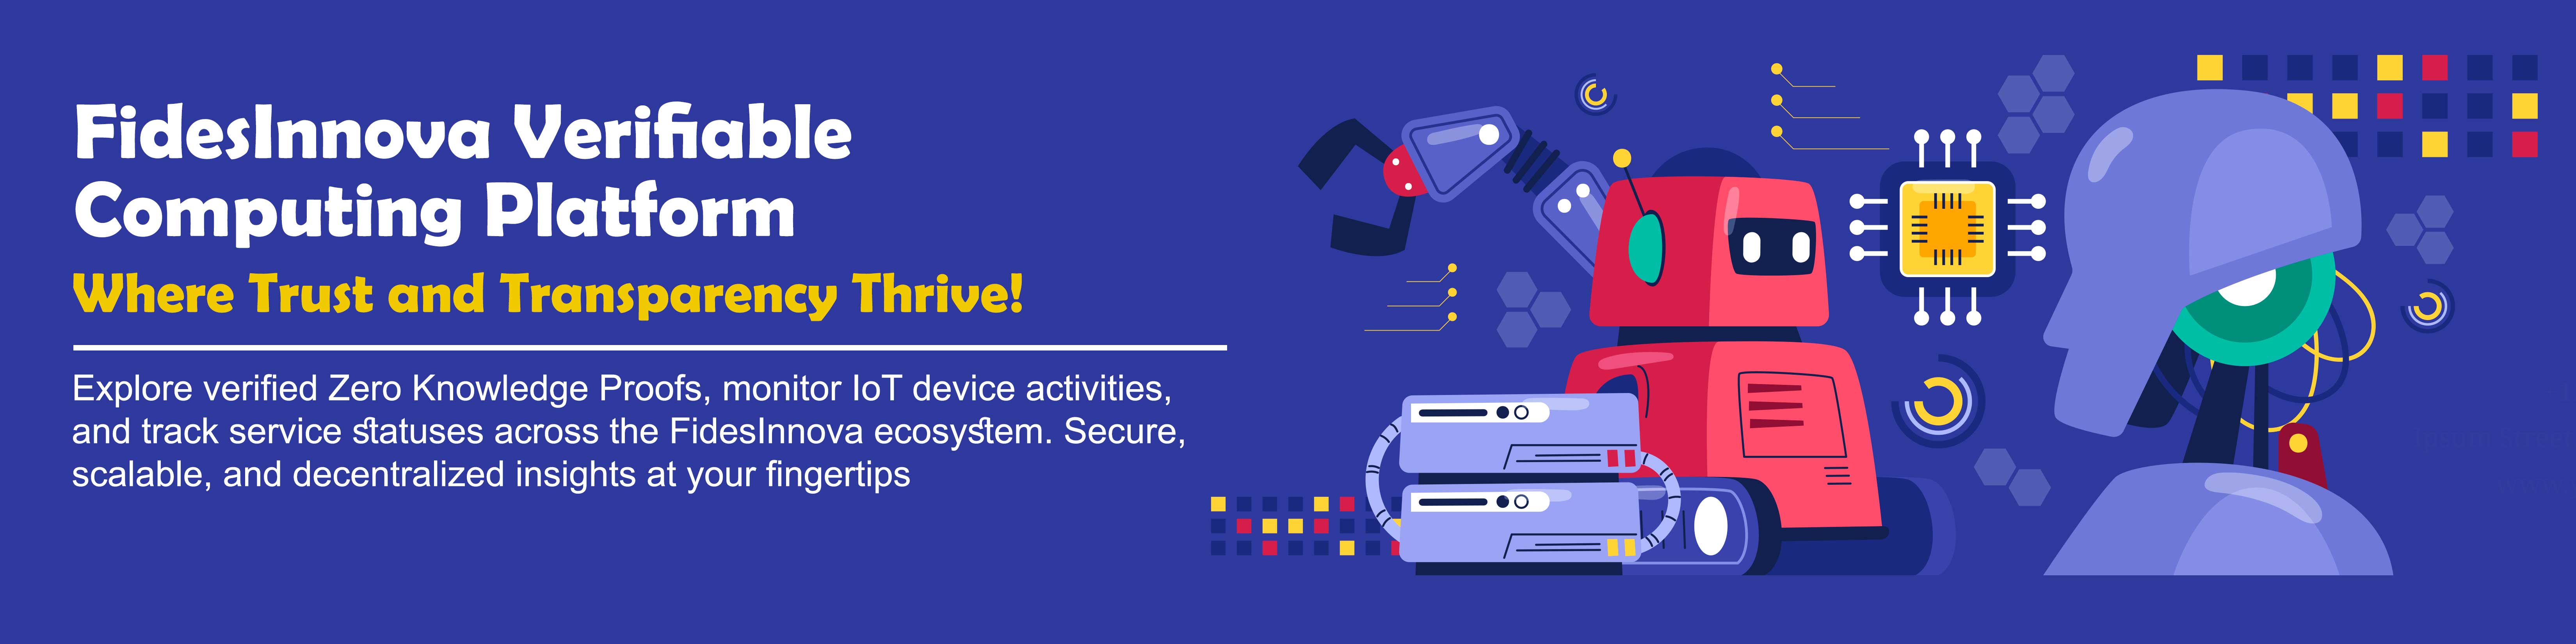 FidesInnova Verifiable
Computing Platform
Where Trust and Transparency Thrive!
Explore verified Zero Knowledge Proofs, monitor IoT device activities,
and track service statuses across the FidesInnova ecosystem. Secure,
scalable, and decentralized insights at your fingertips